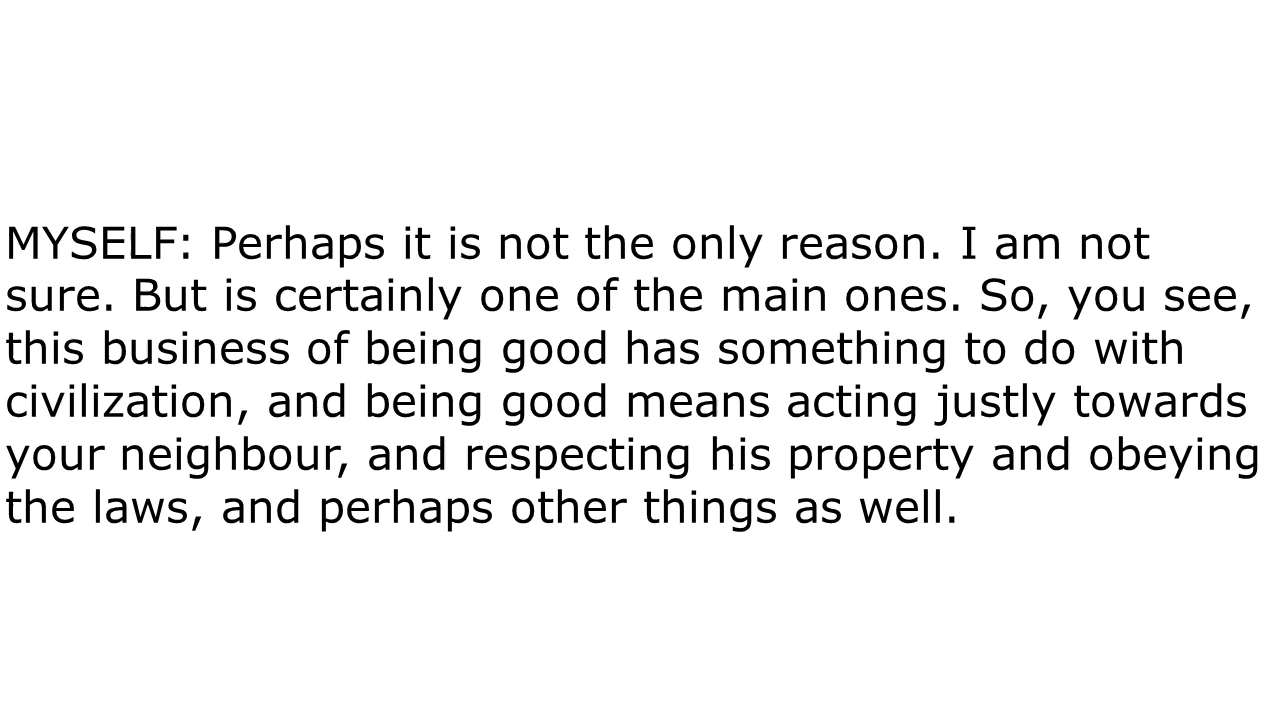 MYSELF: Perhaps it is not the only reason. I am not
sure. But is certainly one of the main ones. So, you see,
this business of being good has something to do with
civilization, and being good means acting justly towards
your neighbour, and respecting his property and obeying
the laws, and perhaps other things as well.